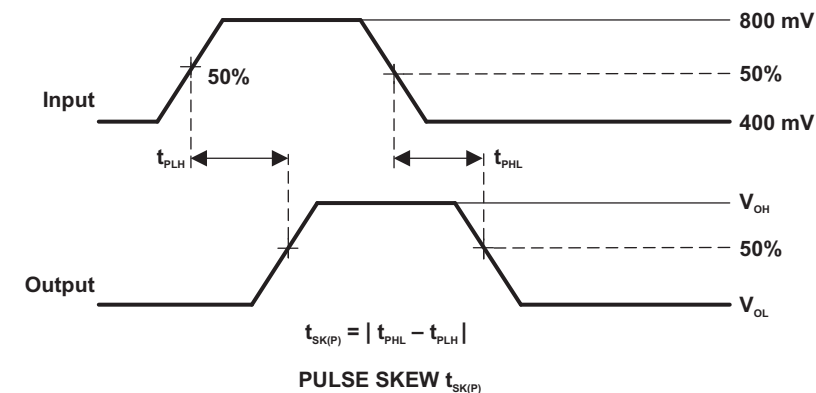 800 mV
50%
50%
Input
400 mV
tPLH
tPHL
VOH
50%
Output
VOL
tSK(P) = | tPHL – tPLH |
PULSE SKEW tSK(P)